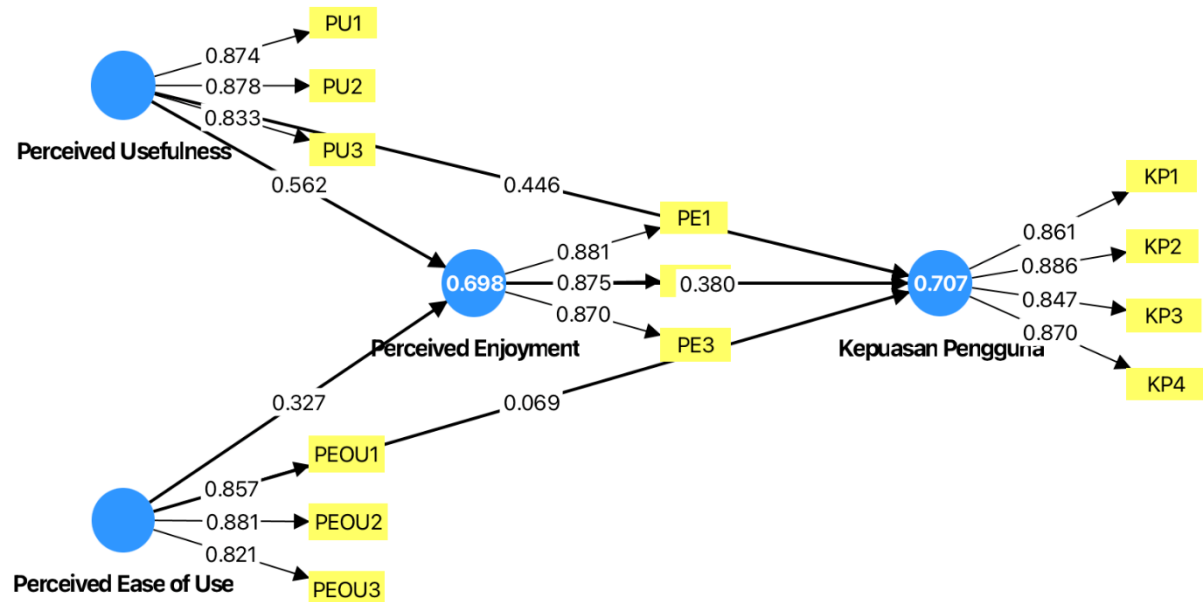 PU1
0.874
PU2
0.878
0.833
PU3
Perceived Usefulness
0.562
0.446
PE1
0.881
0.698
0.875
0.380
0.870
PE3
Perceived Enjoyment
0.707
Kepuasan Pengguna
KP1
0.861
KP2
0.886
0.847
KP3
0.870
KP4
0.327
0.069
PEOU1
0.857
0.881
PEOU2
0.821
PEOU3
Perceived Ease of Use